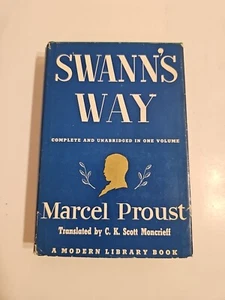 SWANN'S
WAY
COMPLETE AND UNABRIDGED IN ONE VOLUME
Marcel Proust
Translated by C. K. Scott Moncrieff
A MODERN LIBRARY BOOK